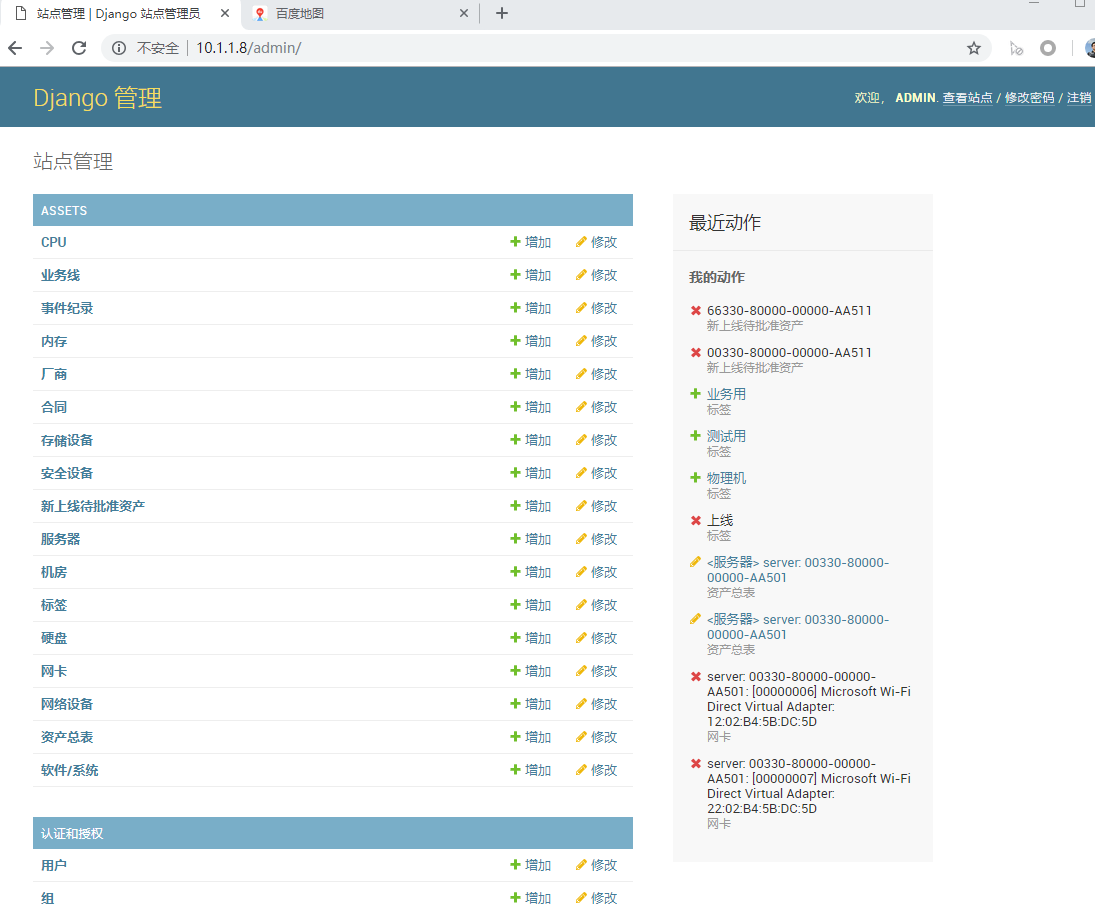 站点管理 | Django 站点管理员
百度地图
不安全 10.1.1.8/admin/
Django 管理
欢迎， ADMIN. 查看站点 / 修改密码 / 注销
站点管理
ASSETS
CPU 增加 修改
业务线 增加 修改
事件纪录 增加 修改
内存 增加 修改
厂商 增加 修改
合同 增加 修改
存储设备 增加 修改
安全设备 增加 修改
新上线待批准资产 增加 修改
服务器 增加 修改
机房 增加 修改
标签 增加 修改
硬盘 增加 修改
网卡 增加 修改
网络设备 增加 修改
资产总表 增加 修改
软件/系统 增加 修改
认证和授权
用户 增加 修改
组 增加 修改
最近动作
我的动作
66330-80000-00000-AA511
新上线待批准资产
00330-80000-00000-AA511
新上线待批准资产
业务用
标签
测试用
标签
物理机
标签
上线
标签
<服务器> server: 00330-80000-
00000-AA501
资产总表
<服务器> server: 00330-80000-
00000-AA501
资产总表
server: 00330-80000-00000-
AA501: [00000006] Microsoft Wi-Fi
Direct Virtual Adapter:
12:02:B4:5B:DC:5D
网卡
server: 00330-80000-00000-
AA501: [00000007] Microsoft Wi-Fi
Direct Virtual Adapter:
22:02:B4:5B:DC:5D
网卡